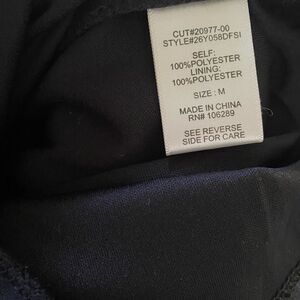 CUT#20977-00
STYLE#26Y058DFSI
SELF:
100%POLYESTER
LINING:
100%POLYESTER
SIZE : M
MADE IN CHINA
RN# 106289
SEE REVERSE
SIDE FOR CARE